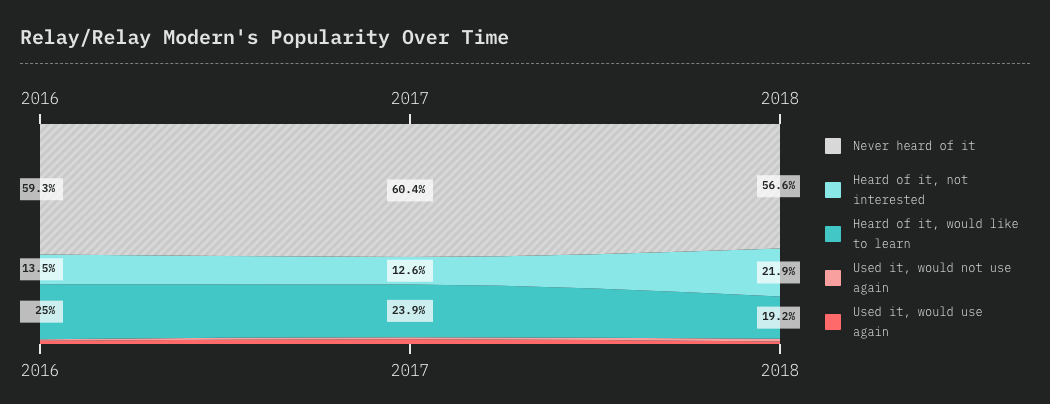 Relay/Relay Modern's Popularity Over Time
2016 2017 2018
59.3% 60.4% 56.6%
13.5% 12.6% 21.9%
25% 23.9% 19.2%
2016 2017 2018
Never heard of it
Heard of it, not
interested
Heard of it, would like
to learn
Used it, would not use
again
Used it, would use
again